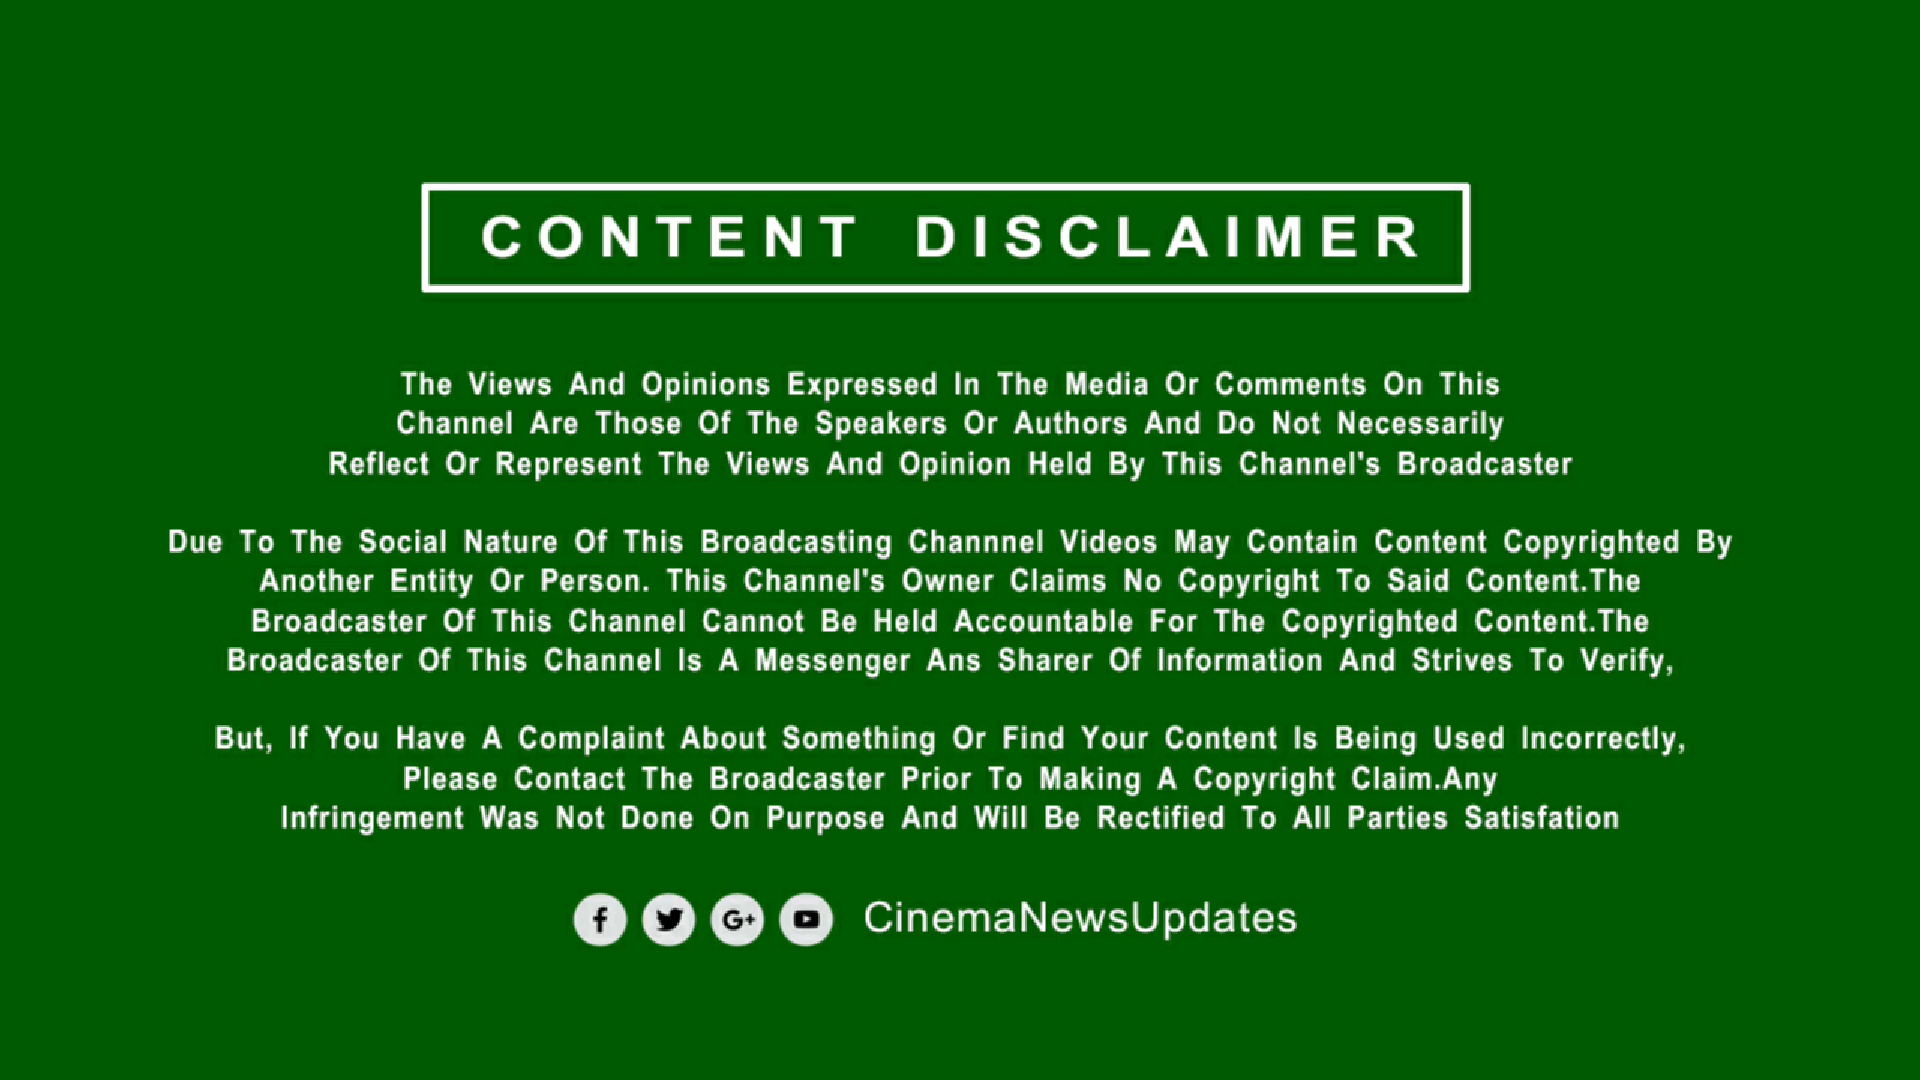 CONTENT DISCLAIMER
The Views And Opinions Expressed In The Media Or Comments On This
Channel Are Those Of The Speakers Or Authors And Do Not Necessarily
Reflect Or Represent The Views And Opinion Held By This Channel's Broadcaster
Due To The Social Nature Of This Broadcasting Channnel Videos May Contain Content Copyrighted By
Another Entity Or Person. This Channel's Owner Claims No Copyright To Said Content.The
Broadcaster Of This Channel Cannot Be Held Accountable For The Copyrighted Content.The
Broadcaster Of This Channel Is A Messenger Ans Sharer Of Information And Strives To Verify,
But, If You Have A Complaint About Something Or Find Your Content Is Being Used Incorrectly,
Please Contact The Broadcaster Prior To Making A Copyright Claim.Any
Infringement Was Not Done On Purpose And Will Be Rectified To All Parties Satisfation
f G+ CinemaNewsUpdates